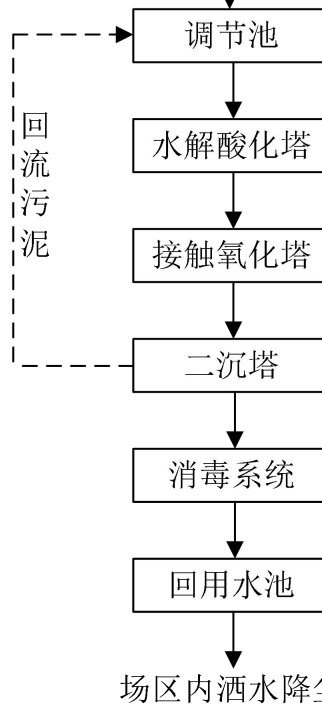 调节池
回流污泥
水解酸化塔
接触氧化塔
二沉塔
消毒系统
回用水池
场区内洒水降尘